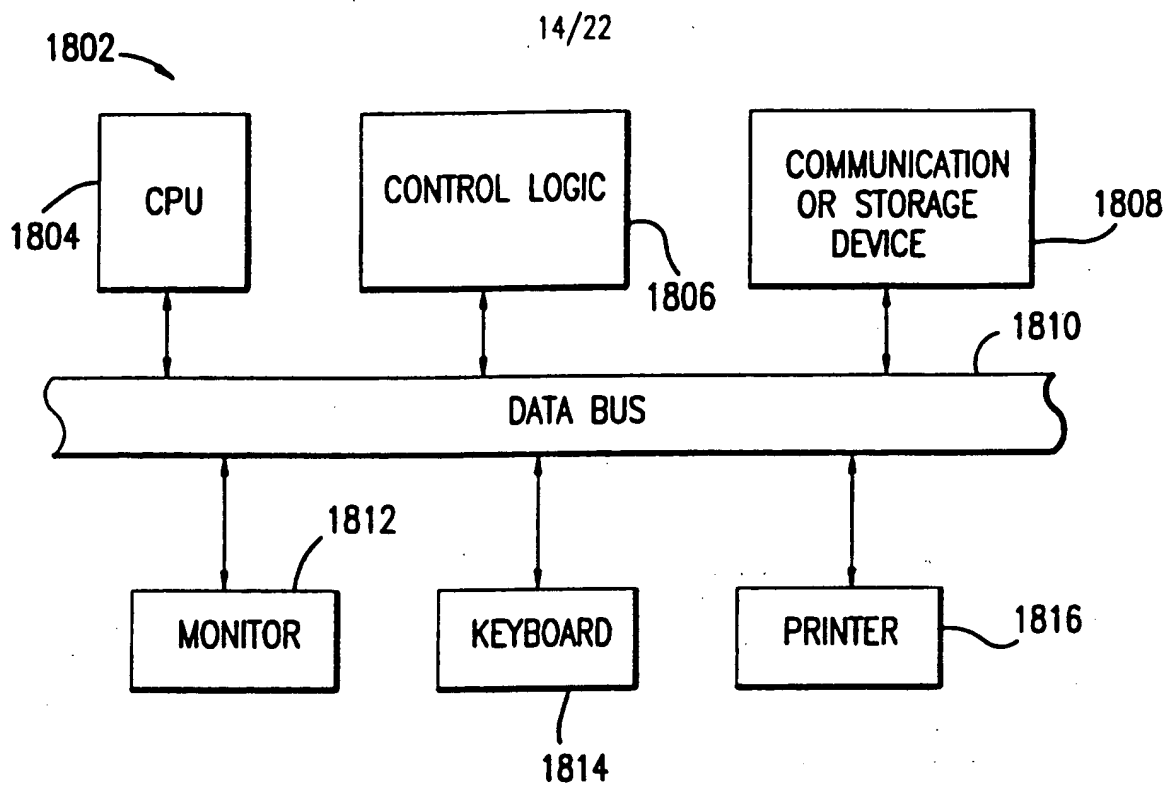 14/22
1802
CPU
1804
CONTROL LOGIC
1806
COMMUNICATION
OR STORAGE
DEVICE
1808
1810
DATA BUS
1812
MONITOR
KEYBOARD
1814
PRINTER
1816